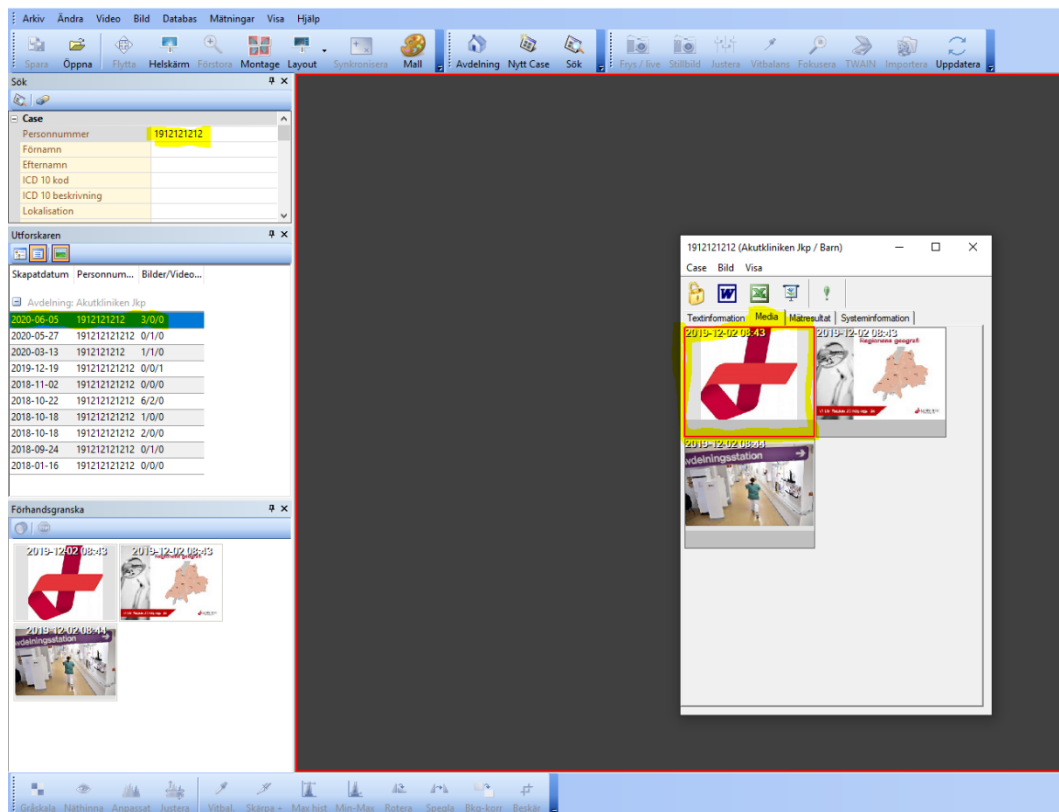 Arkiv Ändra Video Bild Databas Mätningar Visa Hjälp
Spara Öppna Flytta Helskärm Förstora Montage Layout Synkronisera Mall Avdelning Nytt Case Sök Frys / live Stillbild Justera Vitbalans Fokusera TWAIN Importera Uppdatera
Sök
Case
Personnummer 1912121212
Förnamn
Efternamn
ICD 10 kod
ICD 10 beskrivning
Lokalisation
Utforskaren
Skapatdatum Personnum... Bilder/Video...
Avdelning: Akutkliniken Jkp
2020-06-05 1912121212 3/0/0
2020-05-27 191212121212 0/1/0
2020-03-13 1912121212 1/1/0
2019-12-19 191212121212 0/0/1
2018-11-02 191212121212 0/0/0
2018-10-22 191212121212 6/2/0
2018-10-18 191212121212 1/0/0
2018-10-18 191212121212 2/0/0
2018-09-24 191212121212 0/1/0
2018-01-16 191212121212 0/0/0
Förhandsgranska
2019-12-02 08:43
2019-12-02 08:43
Regionens geografi
2019-12-02 08:44
vdelningsstation
1912121212 (Akutkliniken Jkp / Barn)
Case Bild Visa
Textinformation Media Mätresultat Systeminformation
2019-12-02 08:43
2019-12-02 08:43
Regionens geografi
2019-12-02 08:44
vdelningsstation
Gråskala Näthinna Anpassat Justera Vitbal. Skärpa + Max hist Min-Max Rotera Spegla Bkg-korr Beskär